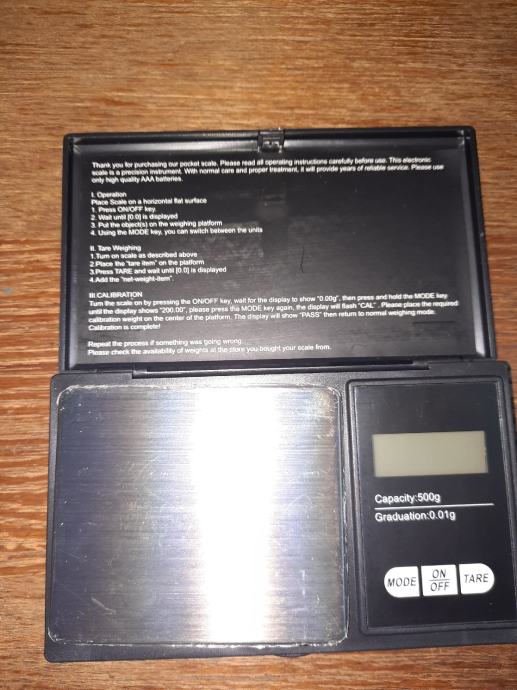 Thank you for purchasing our pocket scale. Please read all operating instructions carefully before use. This electronic
scale is a precision instrument. With normal care and proper treatment, it will provide years of reliable service. Please use
only high quality AAA batteries.
I. Operation
Place Scale on a horizontal flat surface
1. Press ON/OFF key.
2. Wait until [0.0] is displayed
3. Put the object(s) on the weighing platform
4. Using the MODE key, you can switch between the units
II. Tare Weighing
1.Turn on scale as described above
2.Place the "tare item" on the platform
3.Press TARE and wait until [0.0] is displayed
4.Add the "net-weight-item".
III.CALIBRATION
Turn the scale on by pressing the ON/OFF key, wait for the display to show "0.00g", then press and hold the MODE key
until the display shows "200.00", please press the MODE key again, the display will flash "CAL" . Please place the required
calibration weight on the center of the platform. The display will show "PASS" then return to normal weighing mode.
Calibration is complete!
Repeat the process if something was going wrong.
Please check the availability of weights at the store you bought your scale from.
Capacity:500g
Graduation:0.01g
MODE
ON
OFF
TARE